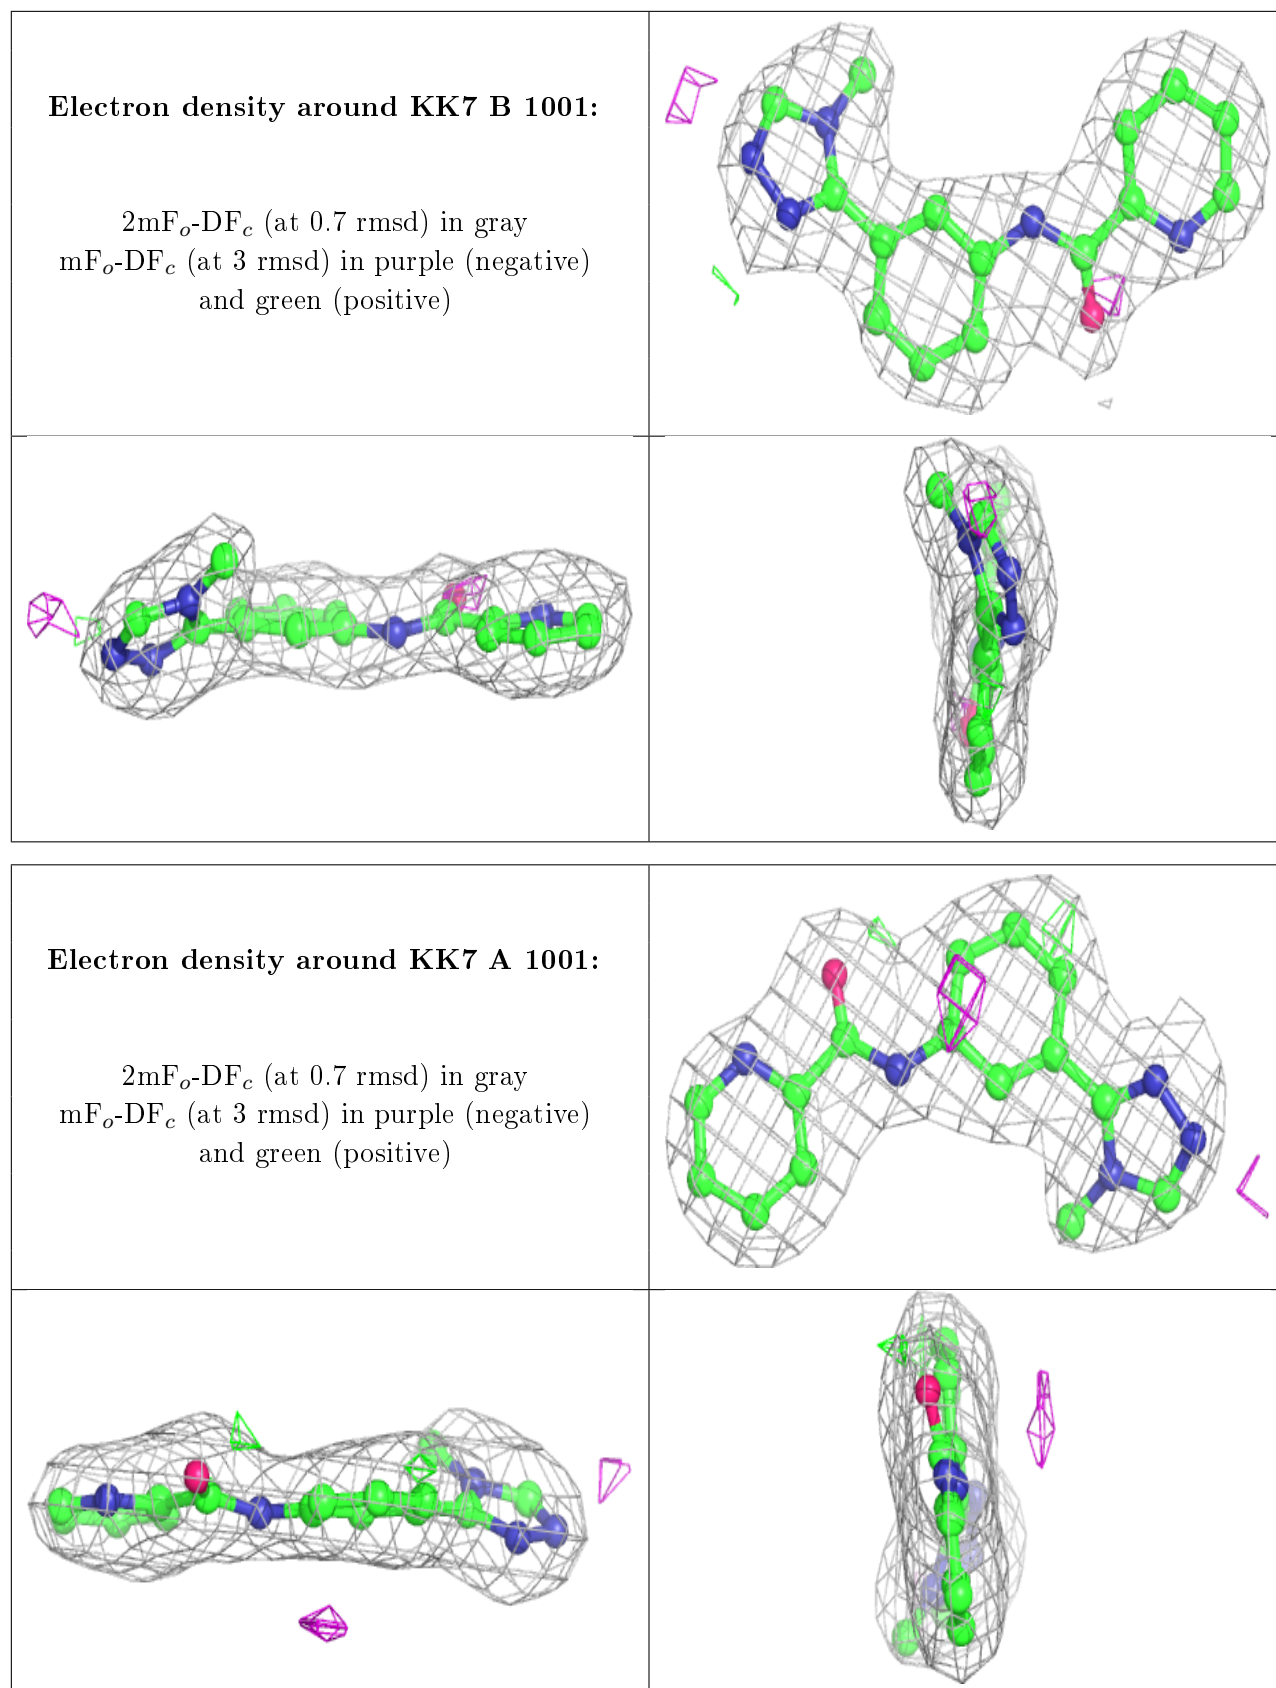 Electron density around KK7 B 1001:
2mFₒ-DF𝒸 (at 0.7 rmsd) in gray
mFₒ-DF𝒸 (at 3 rmsd) in purple (negative)
and green (positive)
Electron density around KK7 A 1001:
2mFₒ-DF𝒸 (at 0.7 rmsd) in gray
mFₒ-DF𝒸 (at 3 rmsd) in purple (negative)
and green (positive)